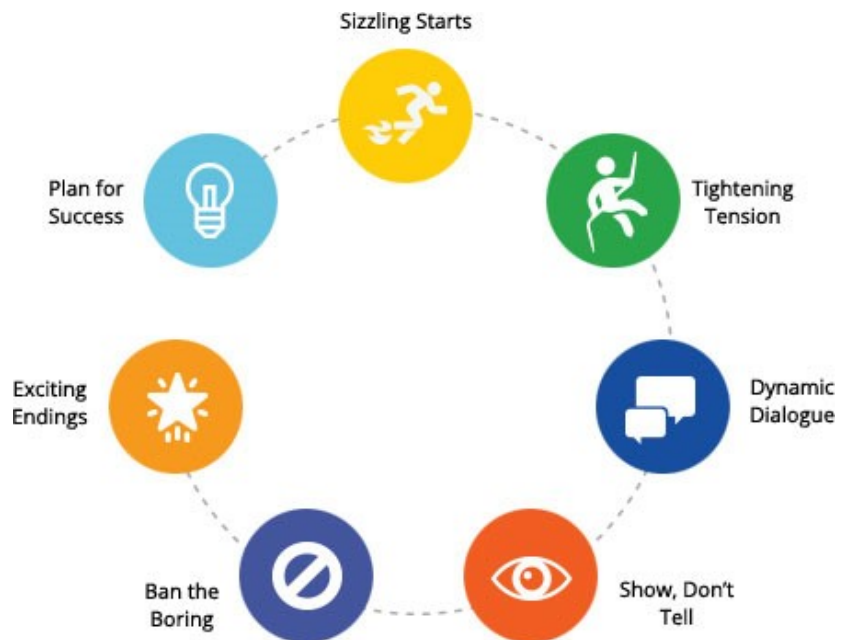 Sizzling Starts
Plan for
Success
Tightening
Tension
Exciting
Endings
Dynamic
Dialogue
Ban the
Boring
Show, Don't
Tell